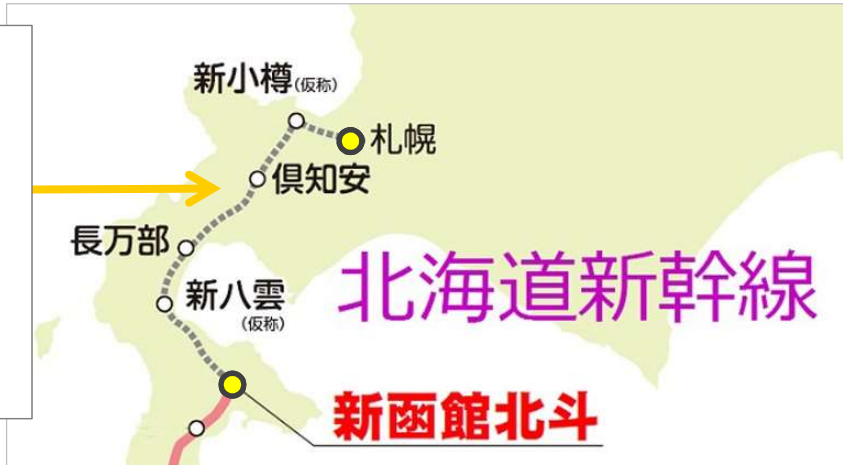 新小樽(仮称)
札幌
倶知安
長万部
新八雲
(仮称)
北海道新幹線
新函館北斗